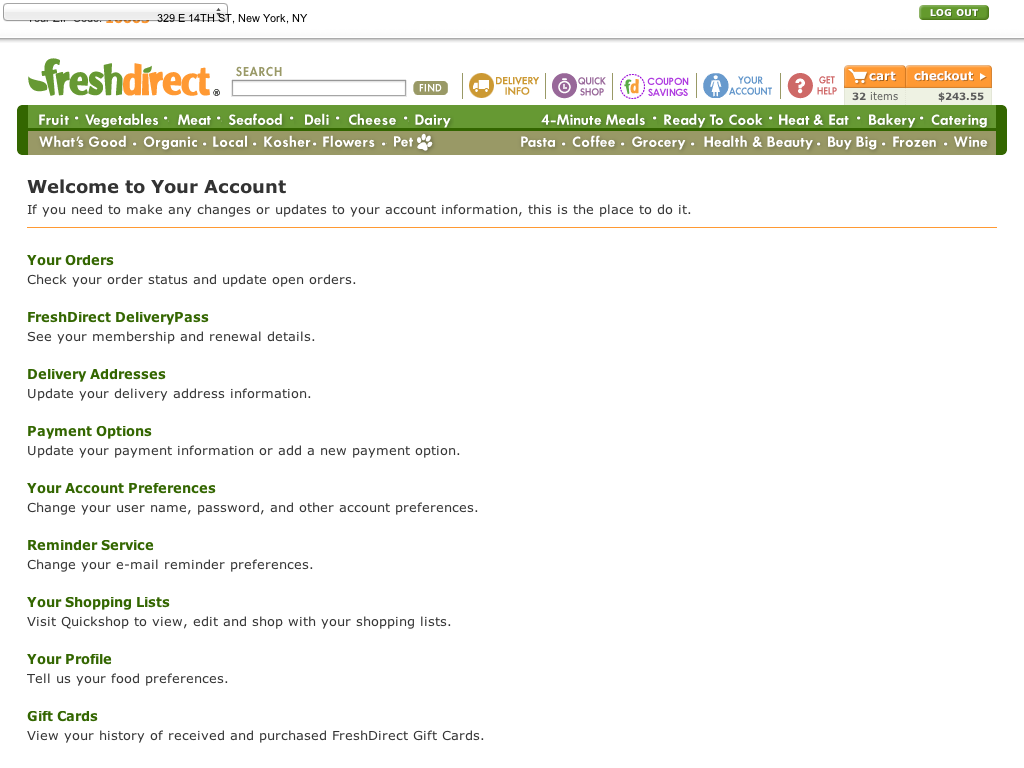 329 E 14TH ST, New York, NY
LOG OUT
freshdirect®
SEARCH
FIND
DELIVERY INFO
QUICK SHOP
fd COUPON SAVINGS
YOUR ACCOUNT
? GET HELP
cart
checkout
32 items $243.55
Fruit · Vegetables · Meat · Seafood · Deli · Cheese · Dairy
4-Minute Meals · Ready To Cook · Heat & Eat · Bakery · Catering
What's Good · Organic · Local · Kosher · Flowers · Pet
Pasta · Coffee · Grocery · Health & Beauty · Buy Big · Frozen · Wine
Welcome to Your Account
If you need to make any changes or updates to your account information, this is the place to do it.
Your Orders
Check your order status and update open orders.
FreshDirect DeliveryPass
See your membership and renewal details.
Delivery Addresses
Update your delivery address information.
Payment Options
Update your payment information or add a new payment option.
Your Account Preferences
Change your user name, password, and other account preferences.
Reminder Service
Change your e-mail reminder preferences.
Your Shopping Lists
Visit Quickshop to view, edit and shop with your shopping lists.
Your Profile
Tell us your food preferences.
Gift Cards
View your history of received and purchased FreshDirect Gift Cards.